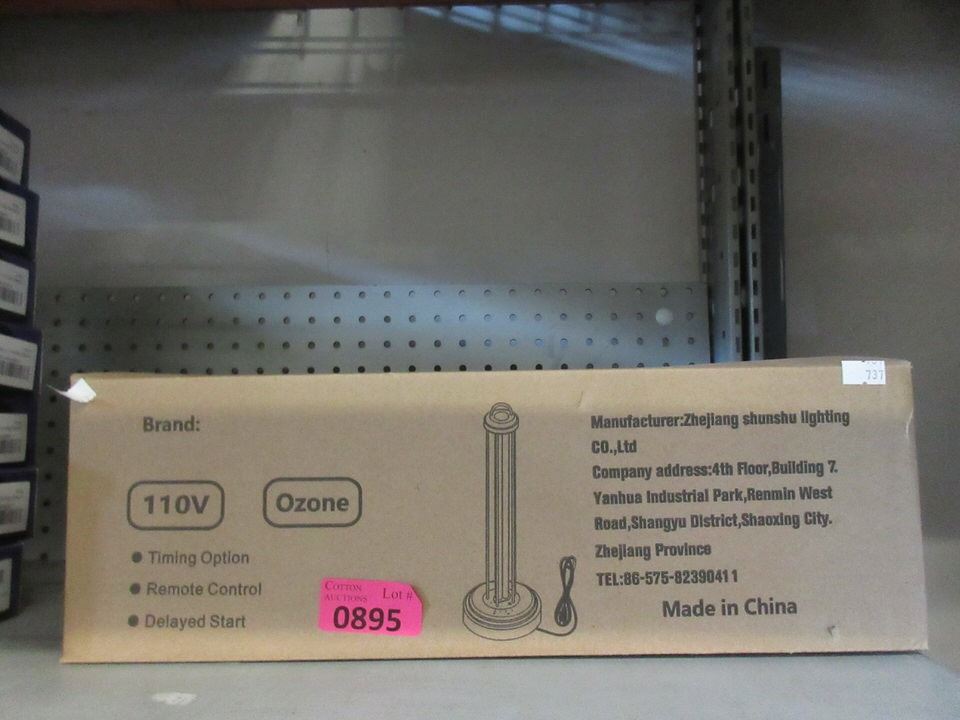 Brand:
110V
Ozone
● Timing Option
● Remote Control
● Delayed Start
COTTON
AUCTIONS
Lot #
0895
Manufacturer:Zhejiang shunshu lighting
CO.,Ltd
Company address:4th Floor,Building 7.
Yanhua Industrial Park,Renmin West
Road,Shangyu District,Shaoxing City.
Zhejiang Province
TEL:86-575-82390411
Made in China
737